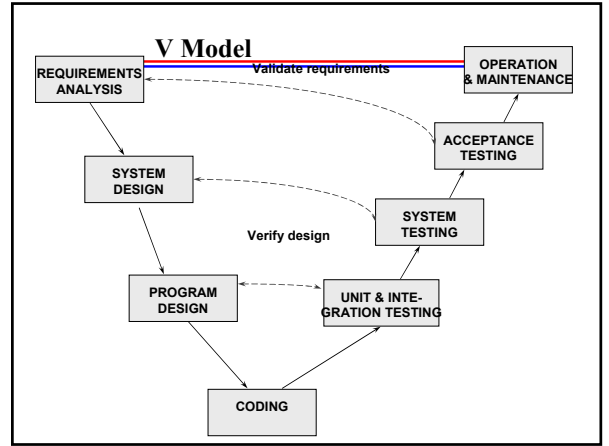 V Model
Validate requirements
REQUIREMENTS
ANALYSIS
OPERATION
& MAINTENANCE
ACCEPTANCE
TESTING
SYSTEM
DESIGN
SYSTEM
TESTING
Verify design
PROGRAM
DESIGN
UNIT & INTE-
GRATION TESTING
CODING